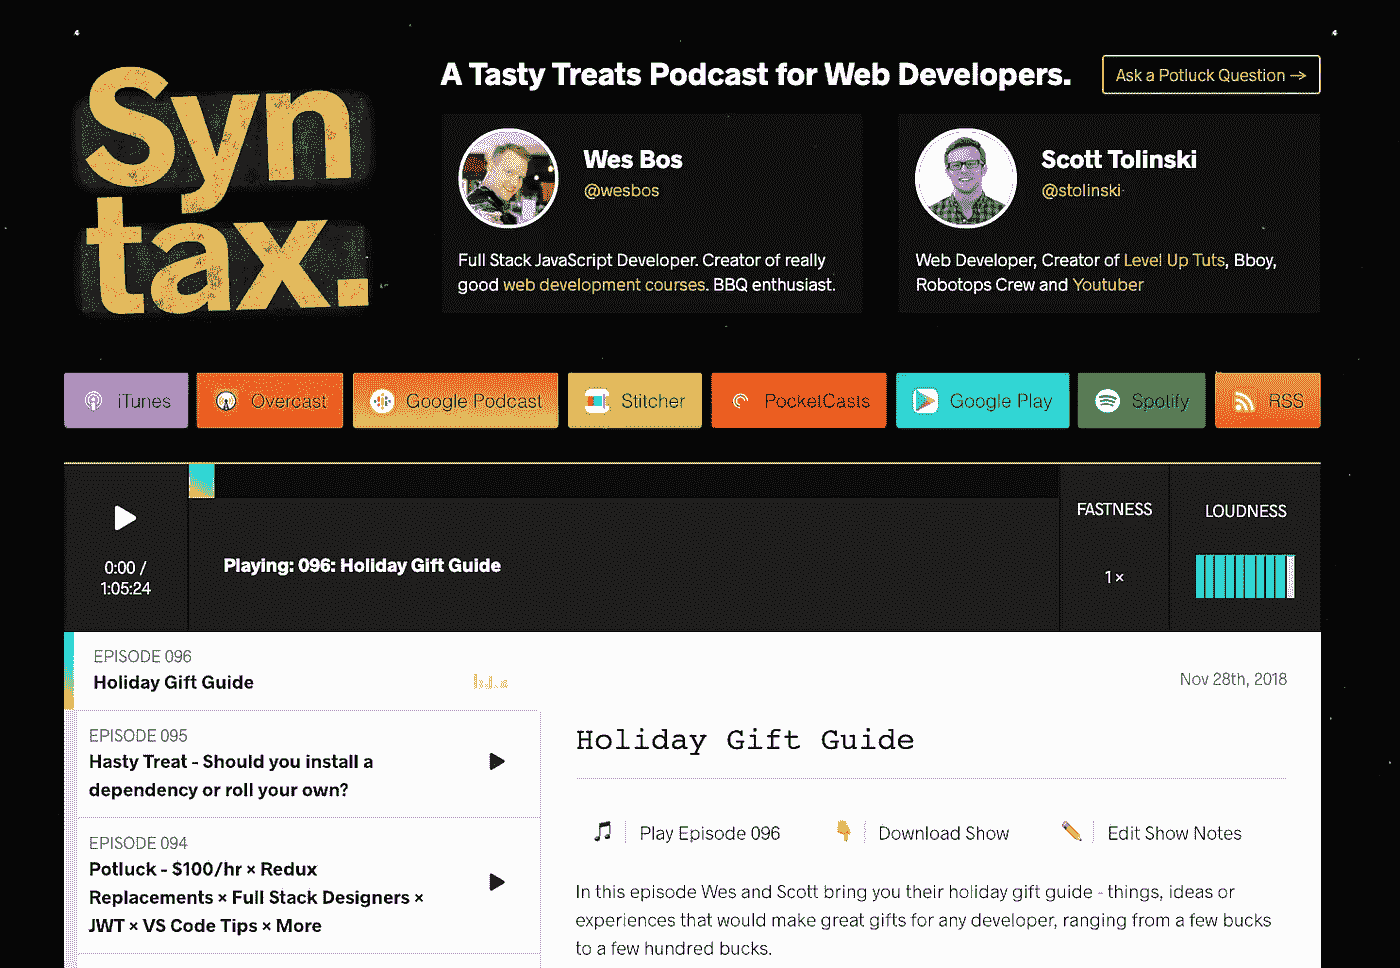 Syn
tax.
A Tasty Treats Podcast for Web Developers.
Ask a Potluck Question →
Wes Bos
@wesbos
Full Stack JavaScript Developer. Creator of really
good web development courses. BBQ enthusiast.
Scott Tolinski
@stolinski
Web Developer, Creator of Level Up Tuts, Bboy,
Robotops Crew and Youtuber
iTunes
Overcast
Google Podcast
Stitcher
PocketCasts
Google Play
Spotify
RSS
0:00 /
1:05:24
Playing: 096: Holiday Gift Guide
FASTNESS
1×
LOUDNESS
EPISODE 096
Holiday Gift Guide
EPISODE 095
Hasty Treat - Should you install a
dependency or roll your own?
EPISODE 094
Potluck - $100/hr × Redux
Replacements × Full Stack Designers ×
JWT × VS Code Tips × More
Nov 28th, 2018
Holiday Gift Guide
Play Episode 096
Download Show
Edit Show Notes
In this episode Wes and Scott bring you their holiday gift guide - things, ideas or
experiences that would make great gifts for any developer, ranging from a few bucks
to a few hundred bucks.